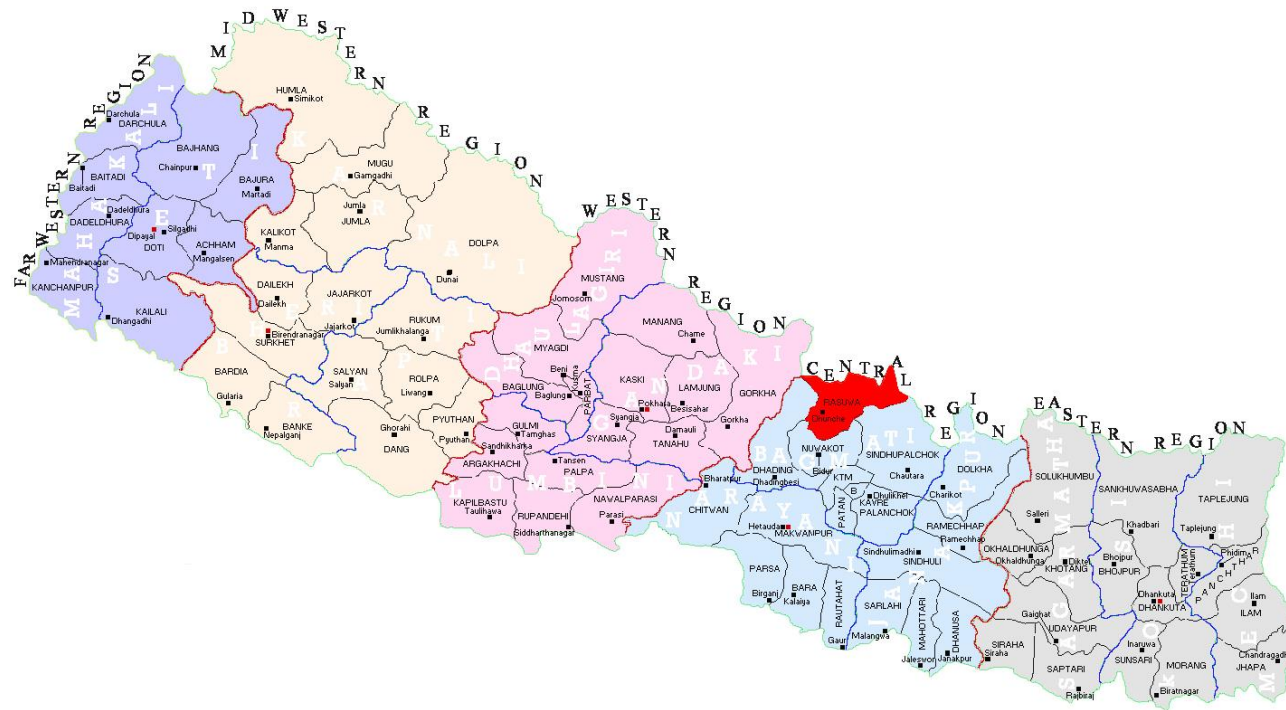 FAR WESTERN REGION
MID WESTERN REGION
WESTERN REGION
CENTRAL REGION
EASTERN REGION
MAHAKALI
SETI
KARNALI
BHERI
RAPTI
DHAULAGIRI
GANDAKI
LUMBINI
BAGMATI
NARAYANI
JANAKPUR
SAGARMATHA
KOSHI
MECHI
Darchula
DARCHULA
BAJHANG
Chainpur
BAITADI
Baitadi
BAJURA
Martadi
Dadeldhura
DADELDHURA
Dipayal
Silgadhi
DOTI
ACHHAM
Mangalsen
Mahendranagar
KANCHANPUR
KAILALI
Dhangadhi
HUMLA
Simikot
MUGU
Gamgadhi
Jumla
JUMLA
KALIKOT
Manma
DOLPA
Dunai
DAILEKH
Dailekh
JAJARKOT
Jajarkot
RUKUM
Jumlikhalanga
Birendranagar
SURKHET
BARDIA
Gularia
SALYAN
Salyan
ROLPA
Livang
BANKE
Nepalganj
Ghorahi
DANG
PYUTHAN
Pyuthan
MUSTANG
Jomosom
MANANG
Chame
MYAGDI
Beni
Kusma
PARBAT
BAGLUNG
Baglung
KASKI
Pokhara
LAMJUNG
Besisahar
GORKHA
Gorkha
Syangja
SYANGJA
Damauli
TANAHU
GULMI
Tamghas
Sandhikharka
ARGAKHACHI
Tansen
PALPA
KAPILBASTU
Taulihawa
RUPANDEHI
Siddharthanagar
NAWALPARASI
Parasi
RASUVA
Dhunche
NUWAKOT
Bidur
SINDHUPALCHOK
Chautara
DOLKHA
Charikot
DHADING
Dhadingbesi
KTM
B
PATAN
Dhulikhel
KAVRE
PALANCHOK
Bharatpur
CHITWAN
Hetauda
MAKWANPUR
RAMECHHAP
Ramechhap
Sindhulimadhi
SINDHULI
PARSA
Birganj
BARA
Kalaiya
RAUTAHAT
Gaur
SARLAHI
Malangwa
MAHOTTARI
Jaleswor
DHANUSA
Janakpur
SOLUKHUMBU
Salleri
OKHALDHUNGA
Okhaldhunga
KHOTANG
Diktel
SANKHUWASABHA
Khadbari
Bhojpur
BHOJPUR
TAPLEJUNG
Taplejung
TERATHUM
Terathum
Phidim
PANCHTHAR
Dhankuta
DHANKUTA
Ilam
ILAM
Gaighat
UDAYAPUR
SIRAHA
Siraha
SAPTARI
Rajbiraj
Inaruwa
SUNSARI
MORANG
Biratnagar
Chandragadhi
JHAPA